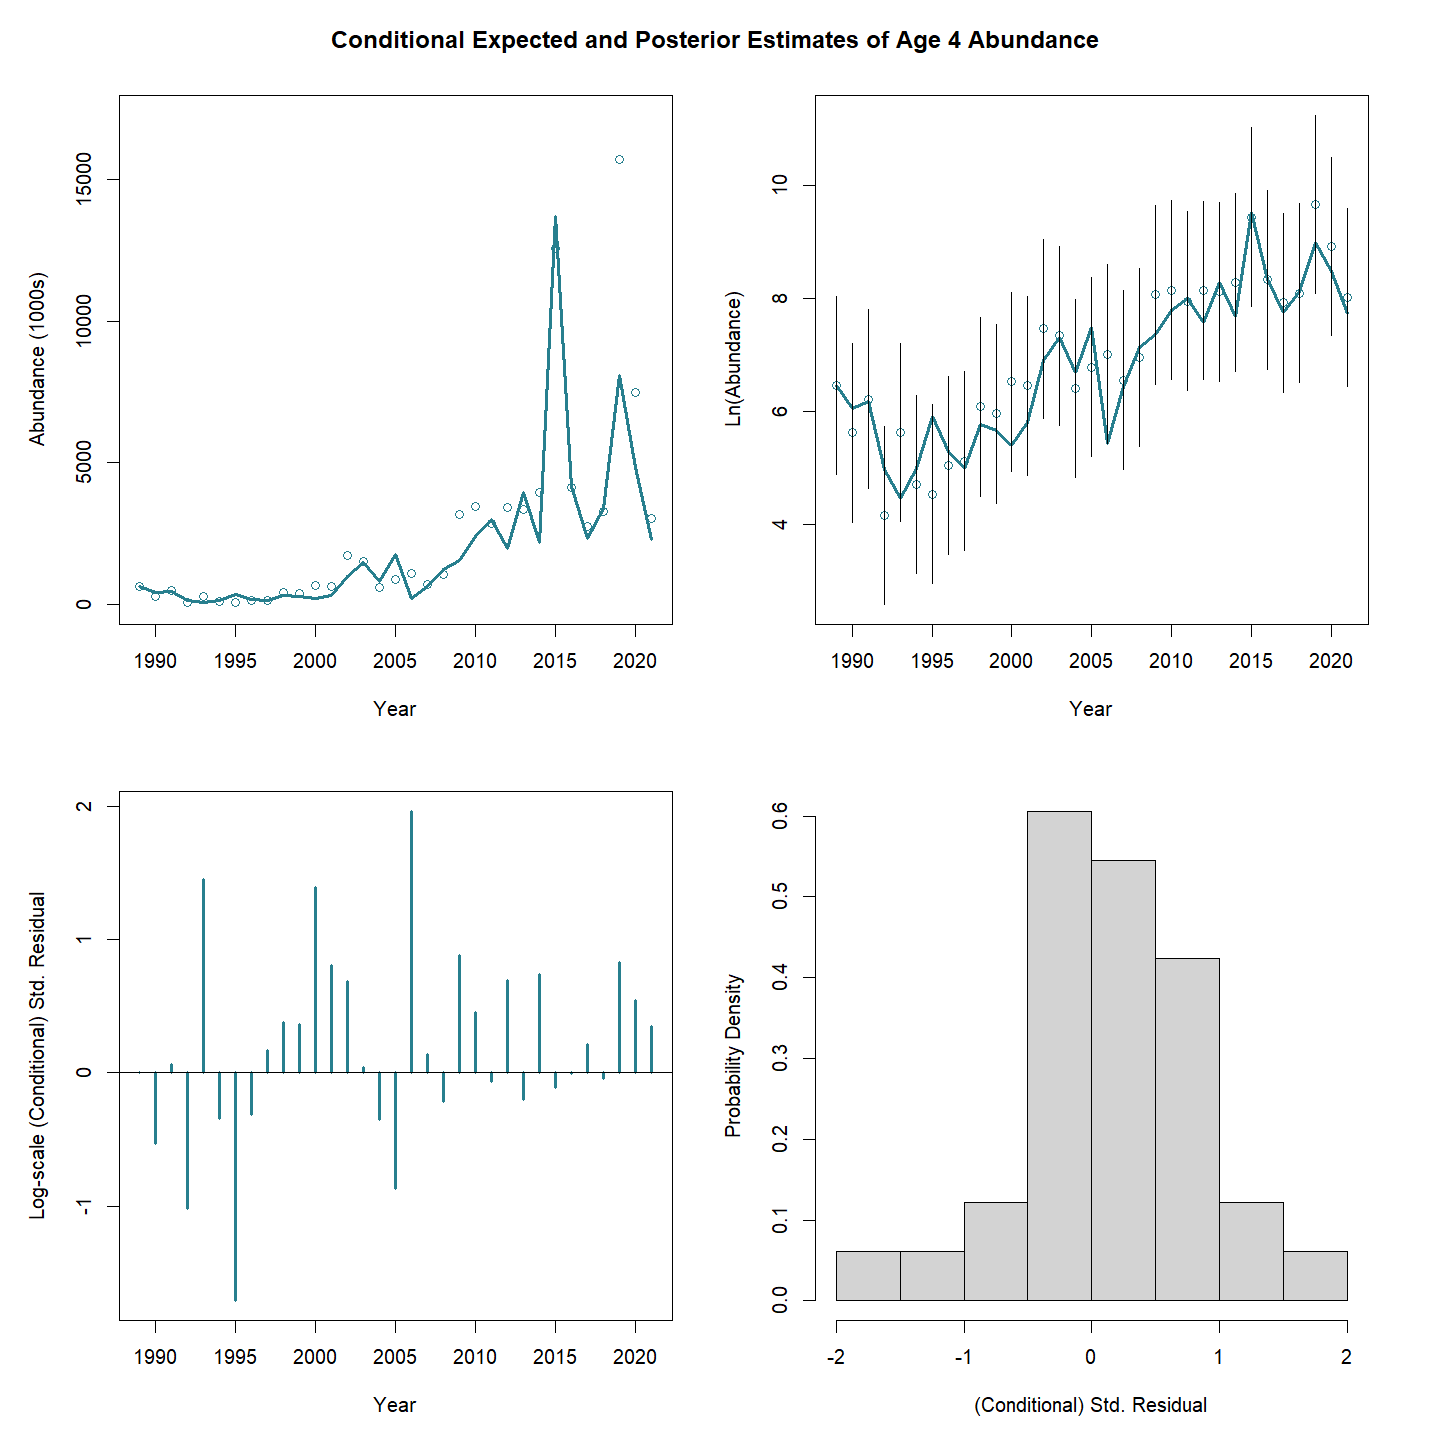 Conditional Expected and Posterior Estimates of Age 4 Abundance
Abundance (1000s)
15000
10000
5000
0
1990 1995 2000 2005 2010 2015 2020
Year
Ln(Abundance)
10
8
6
4
1990 1995 2000 2005 2010 2015 2020
Year
Log-scale (Conditional) Std. Residual
2
1
0
-1
1990 1995 2000 2005 2010 2015 2020
Year
Probability Density
0.6
0.5
0.4
0.3
0.2
0.1
0.0
-2 -1 0 1 2
(Conditional) Std. Residual